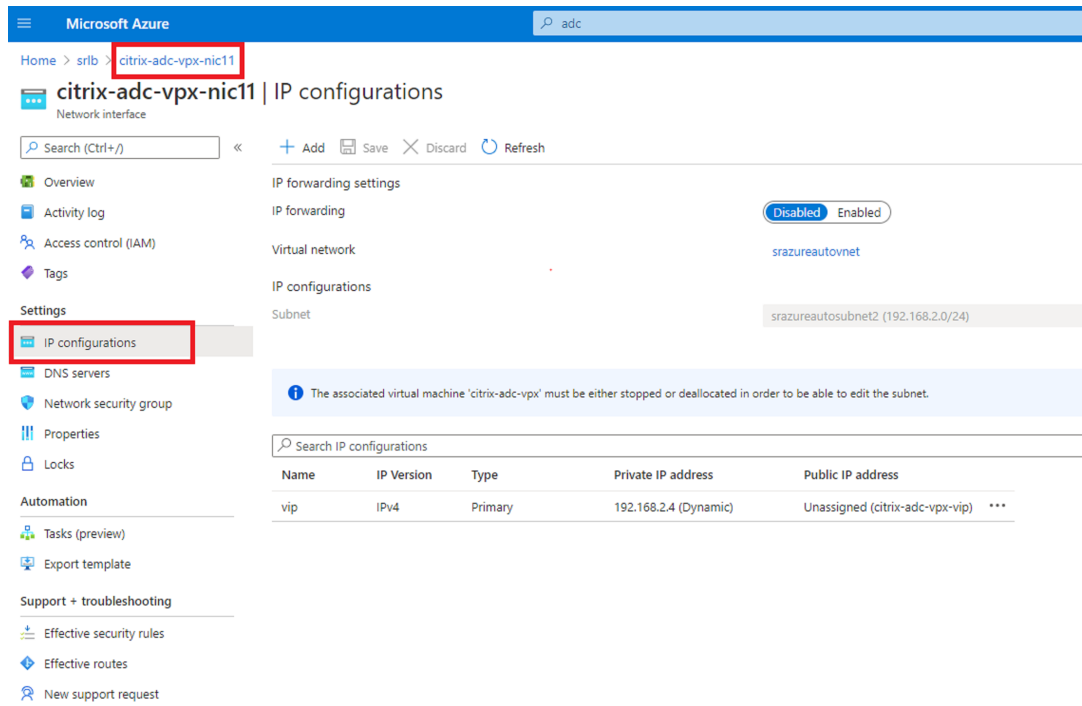 Microsoft Azure
adc
Home > srlb > citrix-adc-vpx-nic11
citrix-adc-vpx-nic11 | IP configurations
Network interface
Search (Ctrl+/)
«
Add Save Discard Refresh
IP forwarding settings
Overview
IP forwarding
Disabled Enabled
Activity log
Access control (IAM)
Virtual network
srazureautovnet
Tags
IP configurations
Settings
Subnet
srazureautosubnet2 (192.168.2.0/24)
IP configurations
DNS servers
The associated virtual machine 'citrix-adc-vpx' must be either stopped or deallocated in order to be able to edit the subnet.
Network security group
Properties
Search IP configurations
Locks
Name IP Version Type Private IP address Public IP address
Automation
vip IPv4 Primary 192.168.2.4 (Dynamic) Unassigned (citrix-adc-vpx-vip) •••
Tasks (preview)
Export template
Support + troubleshooting
Effective security rules
Effective routes
New support request